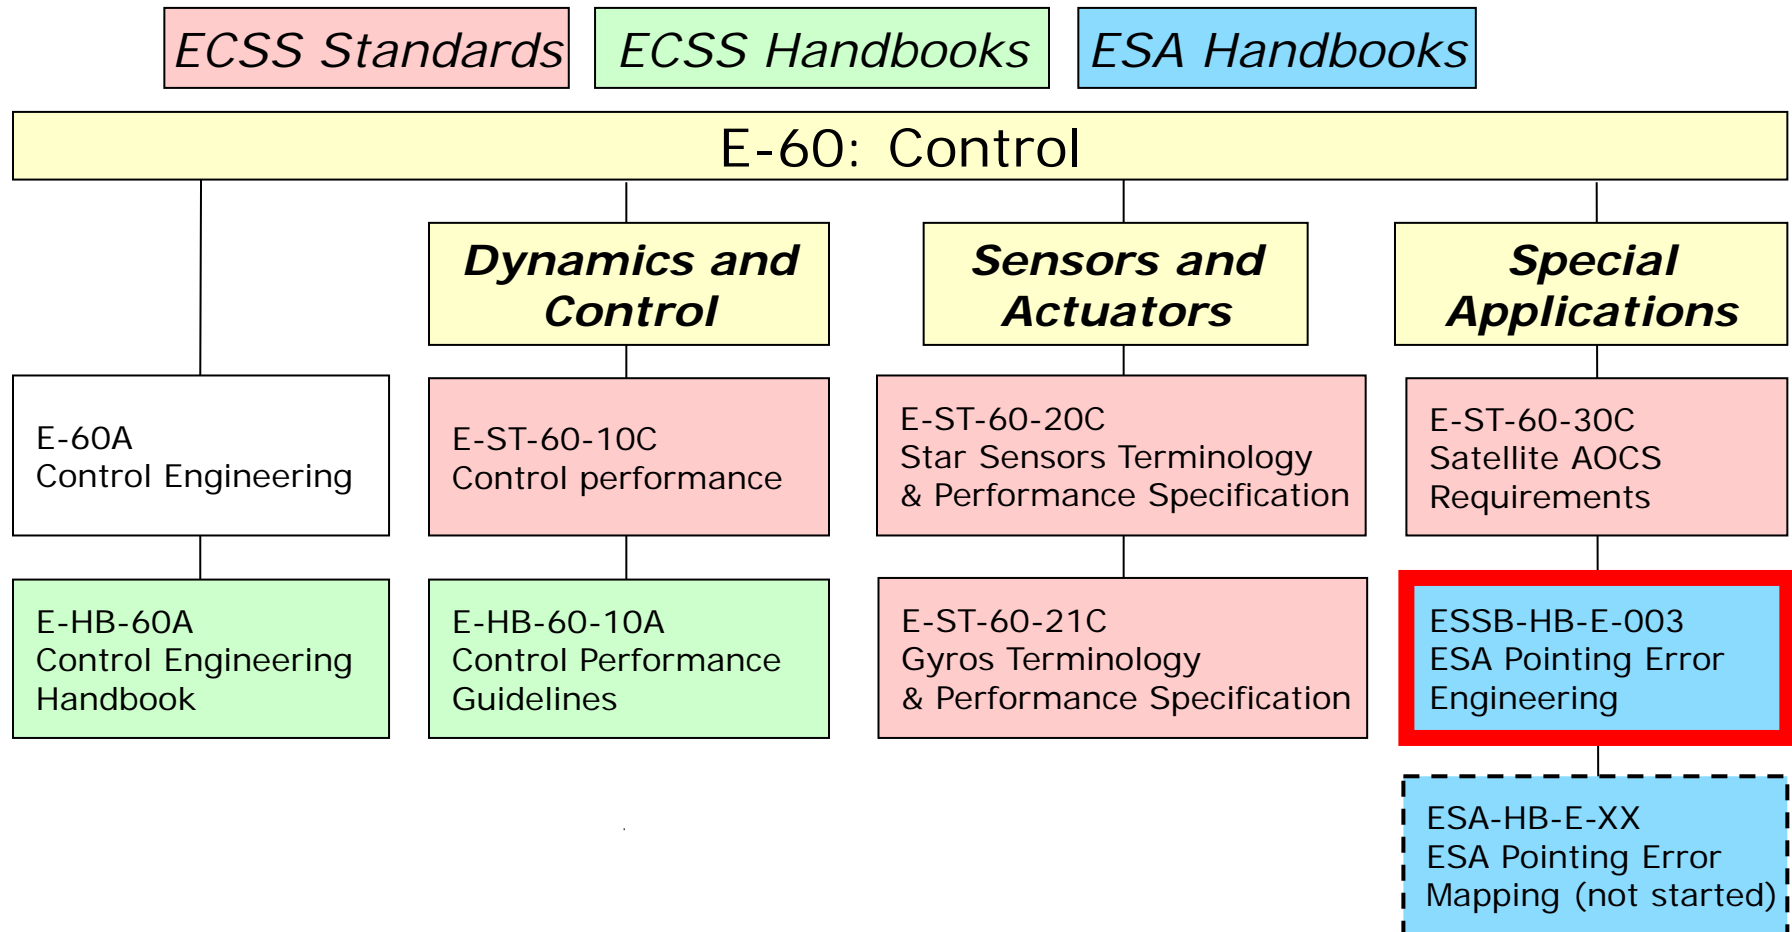 ECSS Standards
ECSS Handbooks
ESA Handbooks
E-60: Control
Dynamics and
Control
Sensors and
Actuators
Special
Applications
E-60A
Control Engineering
E-ST-60-10C
Control performance
E-ST-60-20C
Star Sensors Terminology
& Performance Specification
E-ST-60-30C
Satellite AOCS
Requirements
E-HB-60A
Control Engineering
Handbook
E-HB-60-10A
Control Performance
Guidelines
E-ST-60-21C
Gyros Terminology
& Performance Specification
ESSB-HB-E-003
ESA Pointing Error
Engineering
ESA-HB-E-XX
ESA Pointing Error
Mapping (not started)